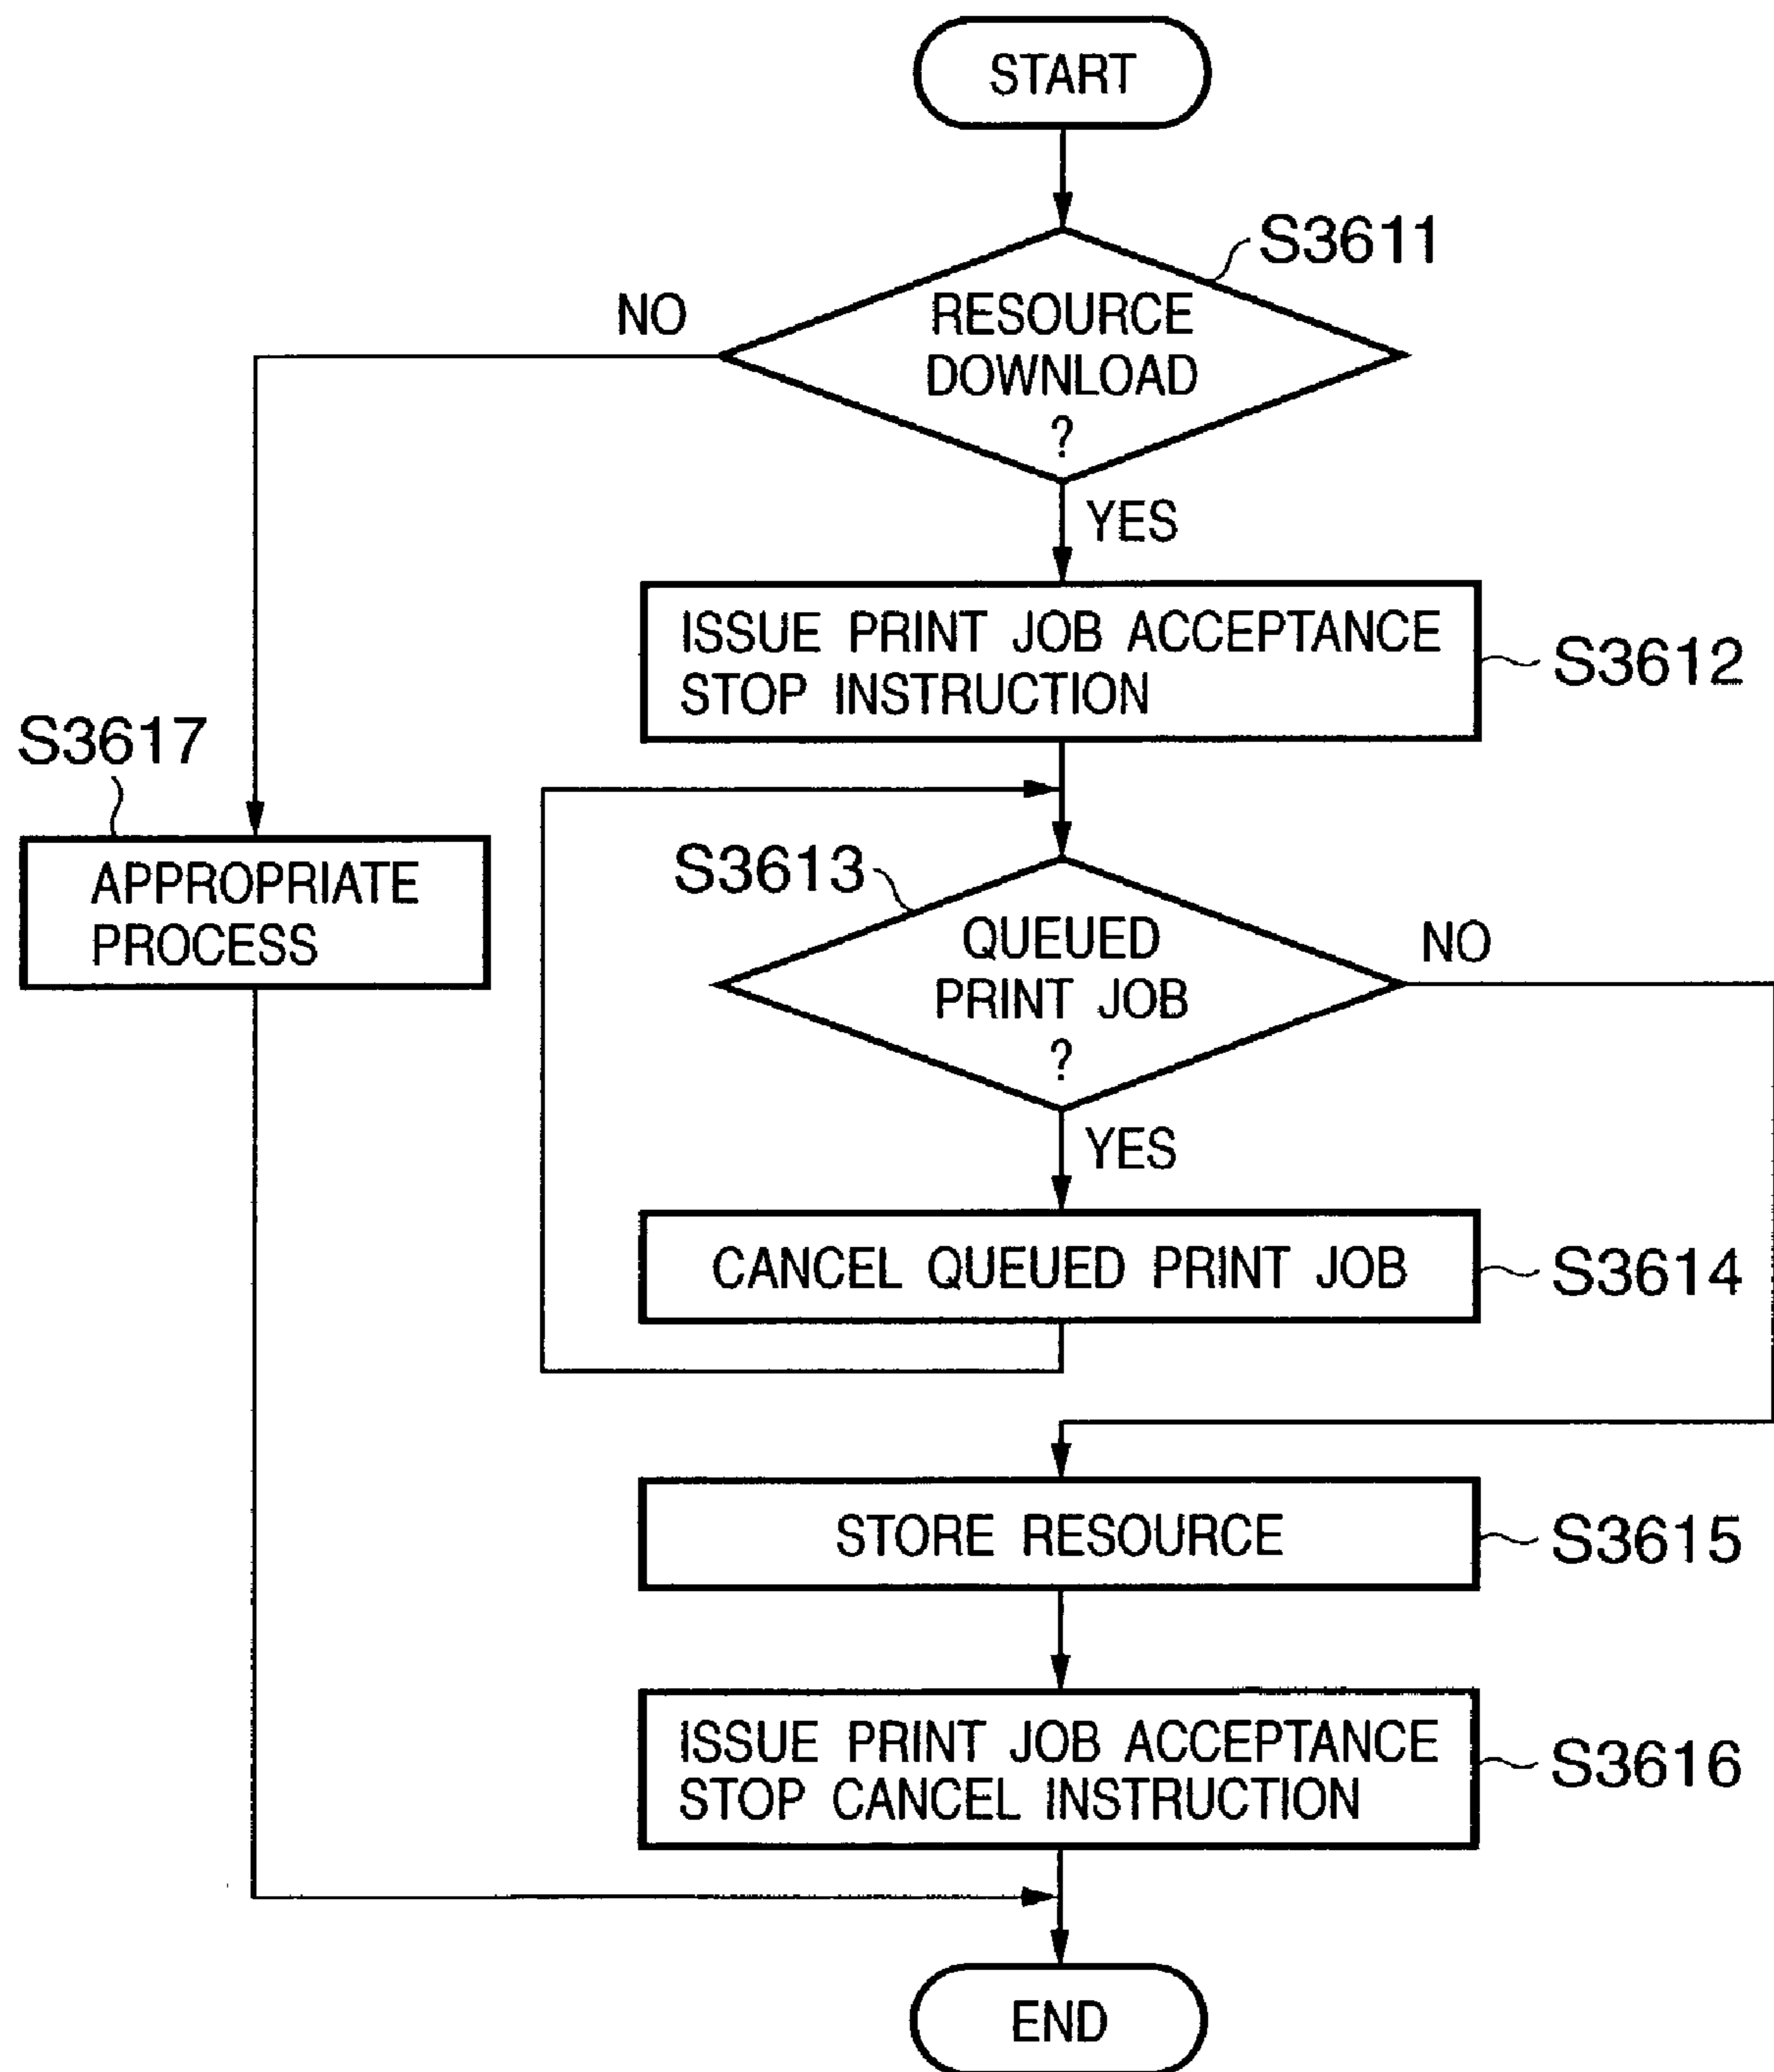 START
S3611
NO
RESOURCE
DOWNLOAD
?
YES
ISSUE PRINT JOB ACCEPTANCE
STOP INSTRUCTION
S3612
S3617
APPROPRIATE
PROCESS
S3613
QUEUED
PRINT JOB
?
NO
YES
CANCEL QUEUED PRINT JOB
S3614
STORE RESOURCE
S3615
ISSUE PRINT JOB ACCEPTANCE
STOP CANCEL INSTRUCTION
S3616
END